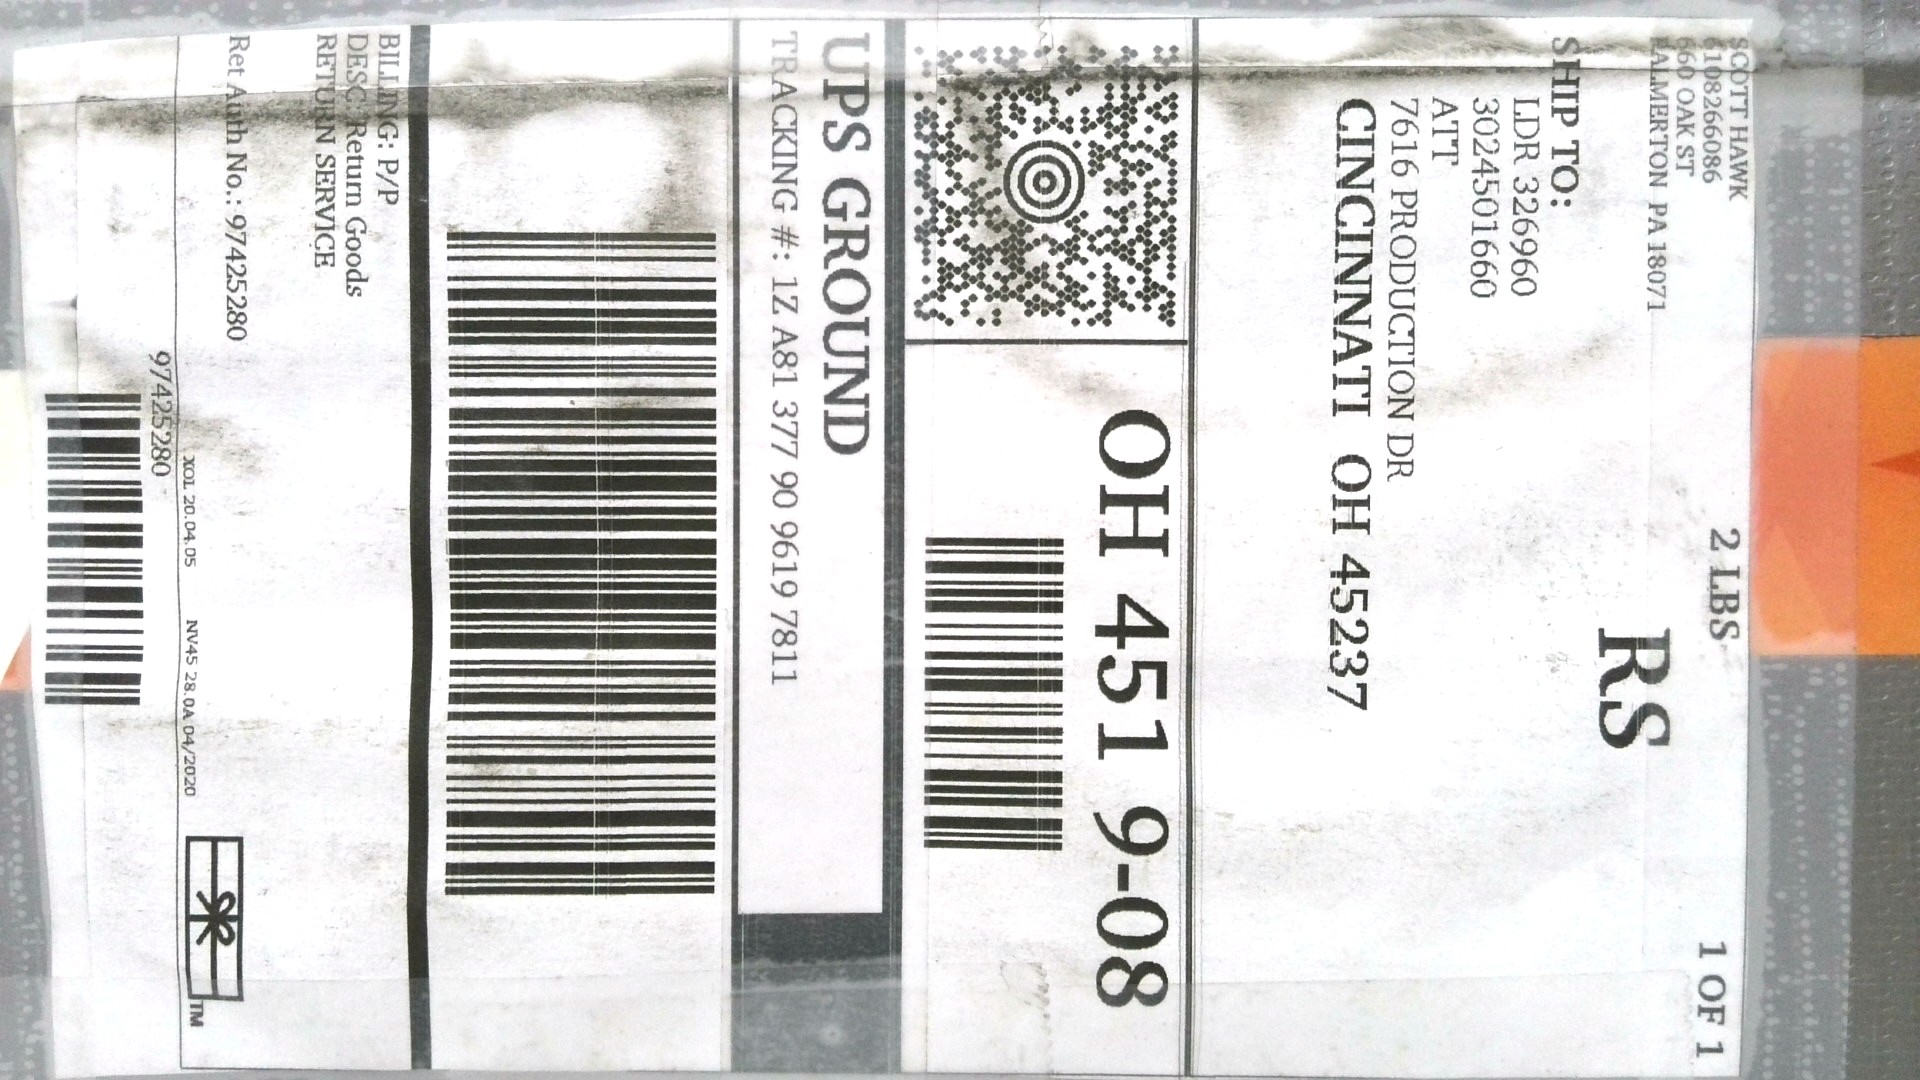 SCOTT HAWK
6108266086
660 OAK ST
PALMERTON PA 18071
2 LBS
1 OF 1
RS
SHIP TO:
LDR 326960
3024501660
ATT
7616 PRODUCTION DR
CINCINNATI OH 45237
OH 451 9-08
UPS GROUND
TRACKING #: 1Z A81 377 90 9619 7811
BILLING: P/P
DESC: Return Goods
RETURN SERVICE
Ret Auth No.: 97425280
XOL 20.04.05 NV45 28.0A 04/2020
TM
97425280